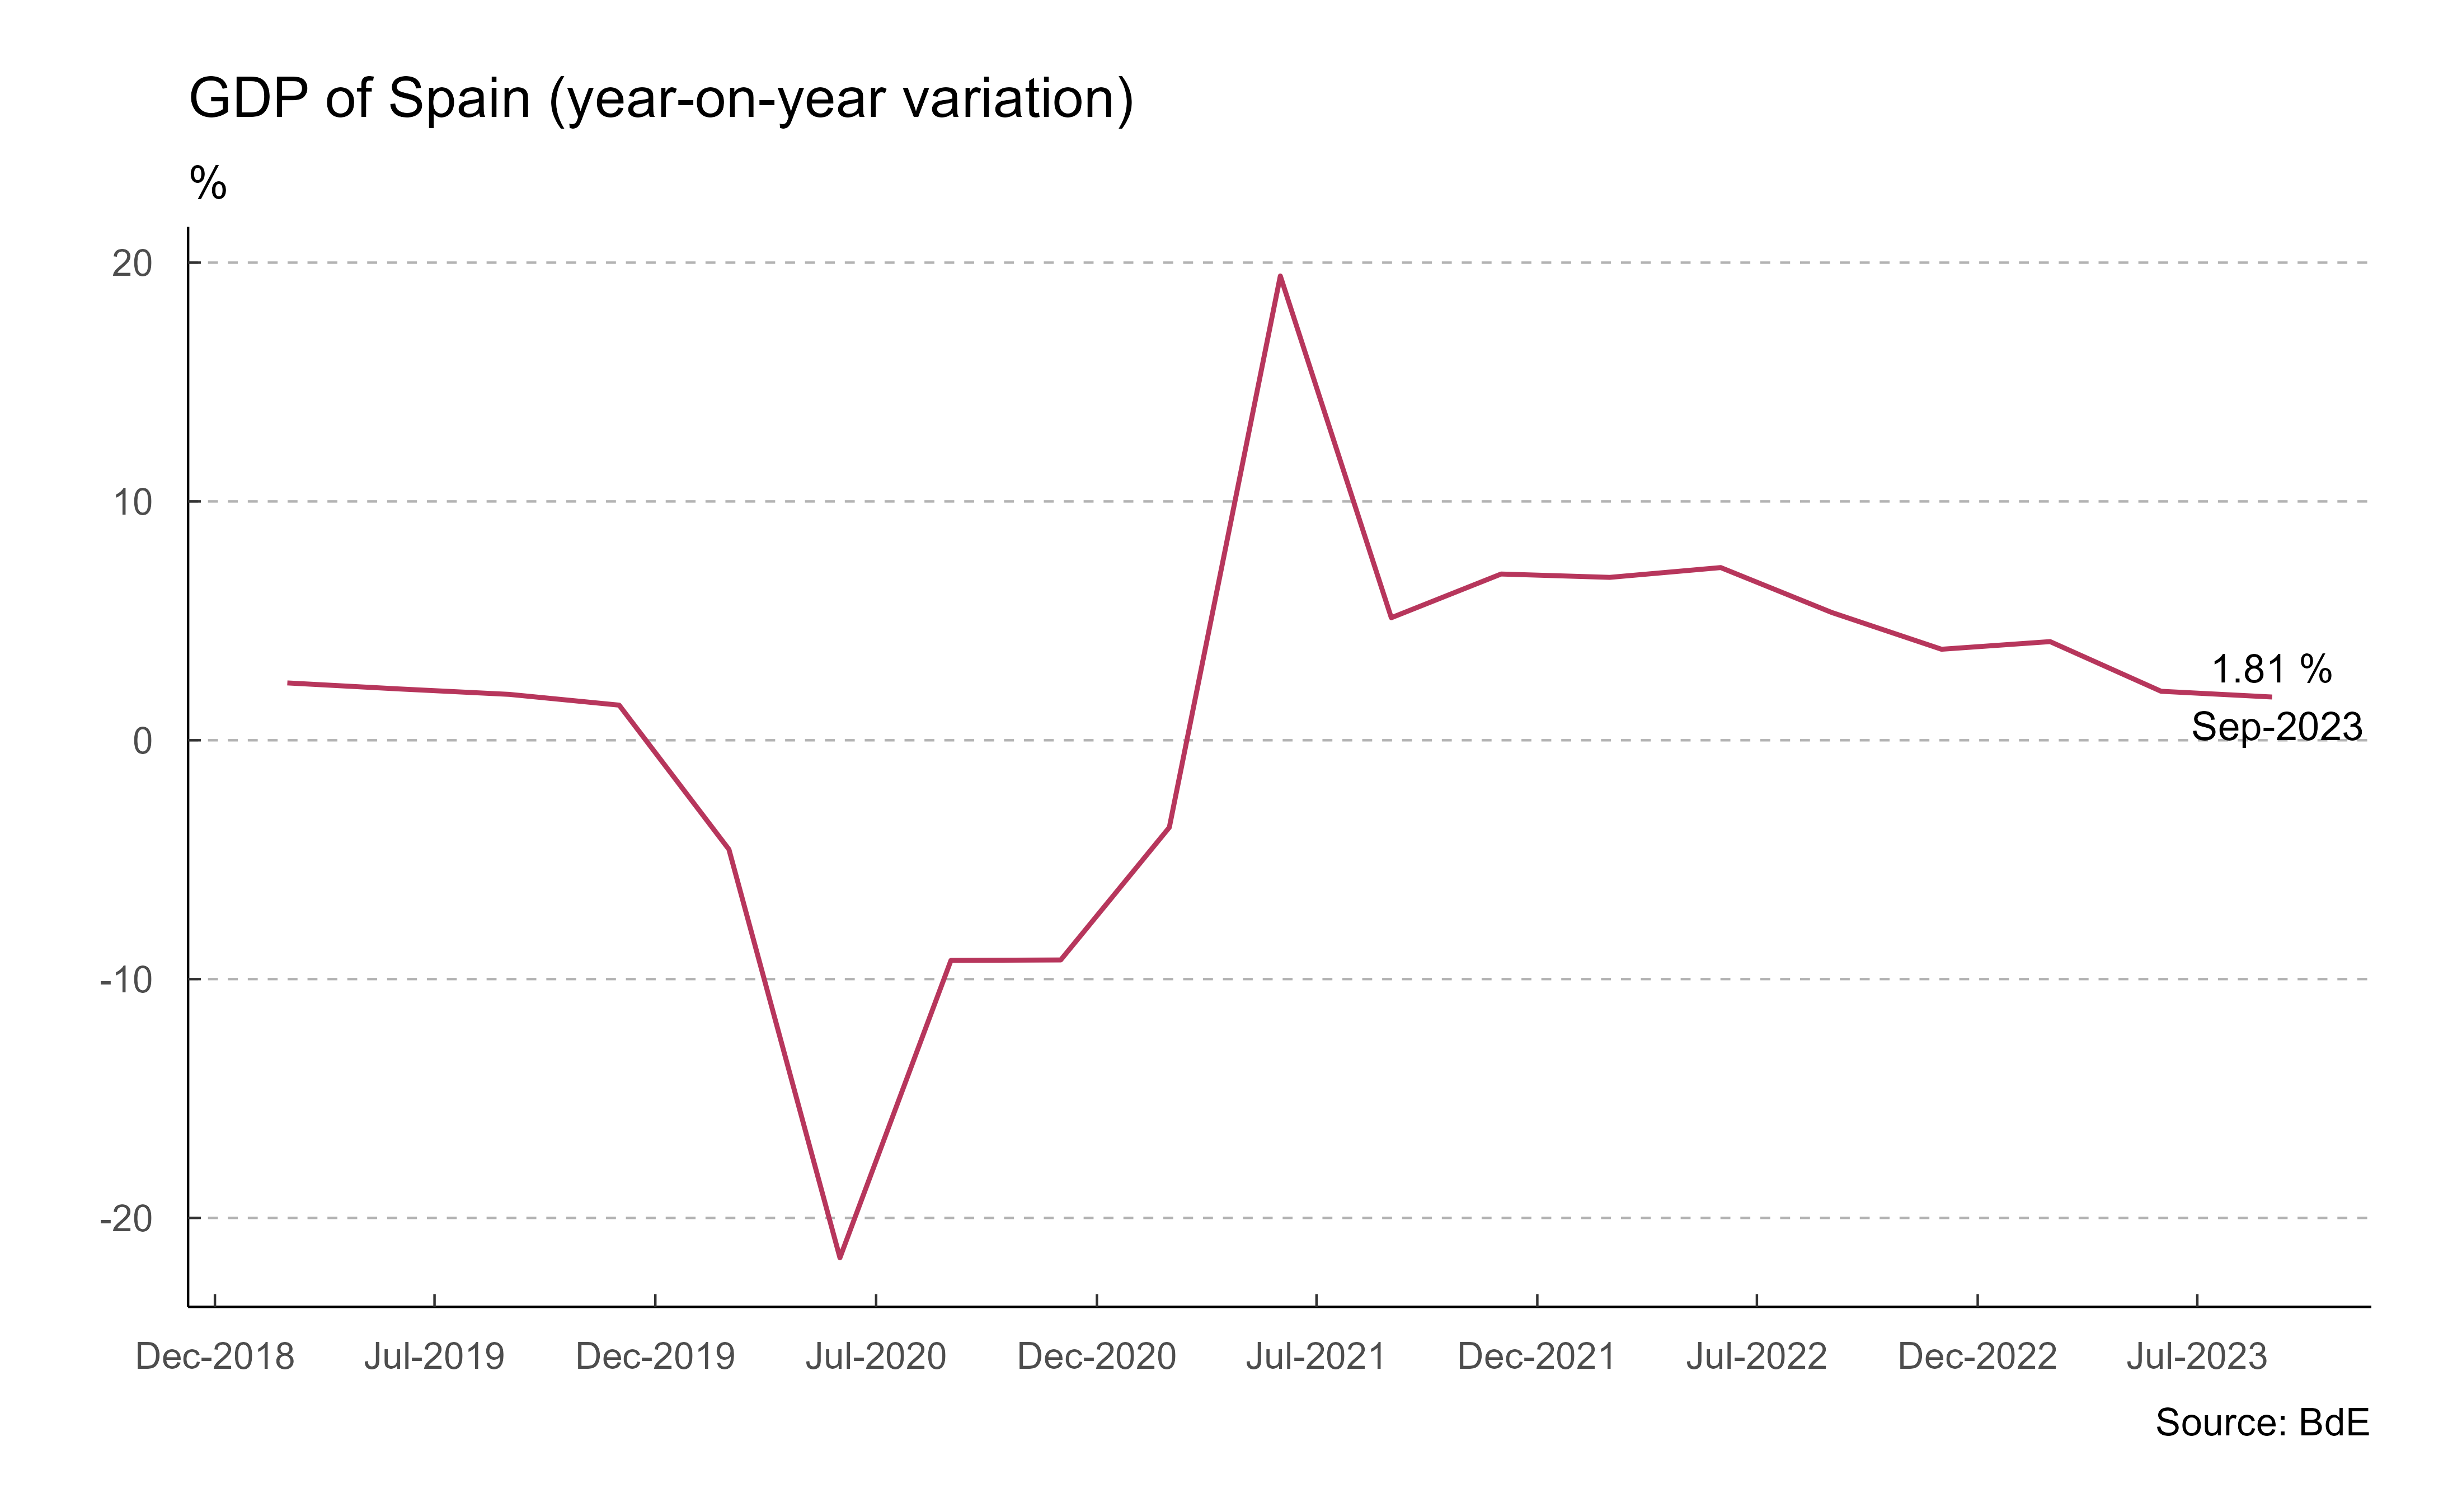 GDP of Spain (year-on-year variation)
%
20
10
0
-10
-20
1.81 %
Sep-2023
Dec-2018 Jul-2019 Dec-2019 Jul-2020 Dec-2020 Jul-2021 Dec-2021 Jul-2022 Dec-2022 Jul-2023
Source: BdE